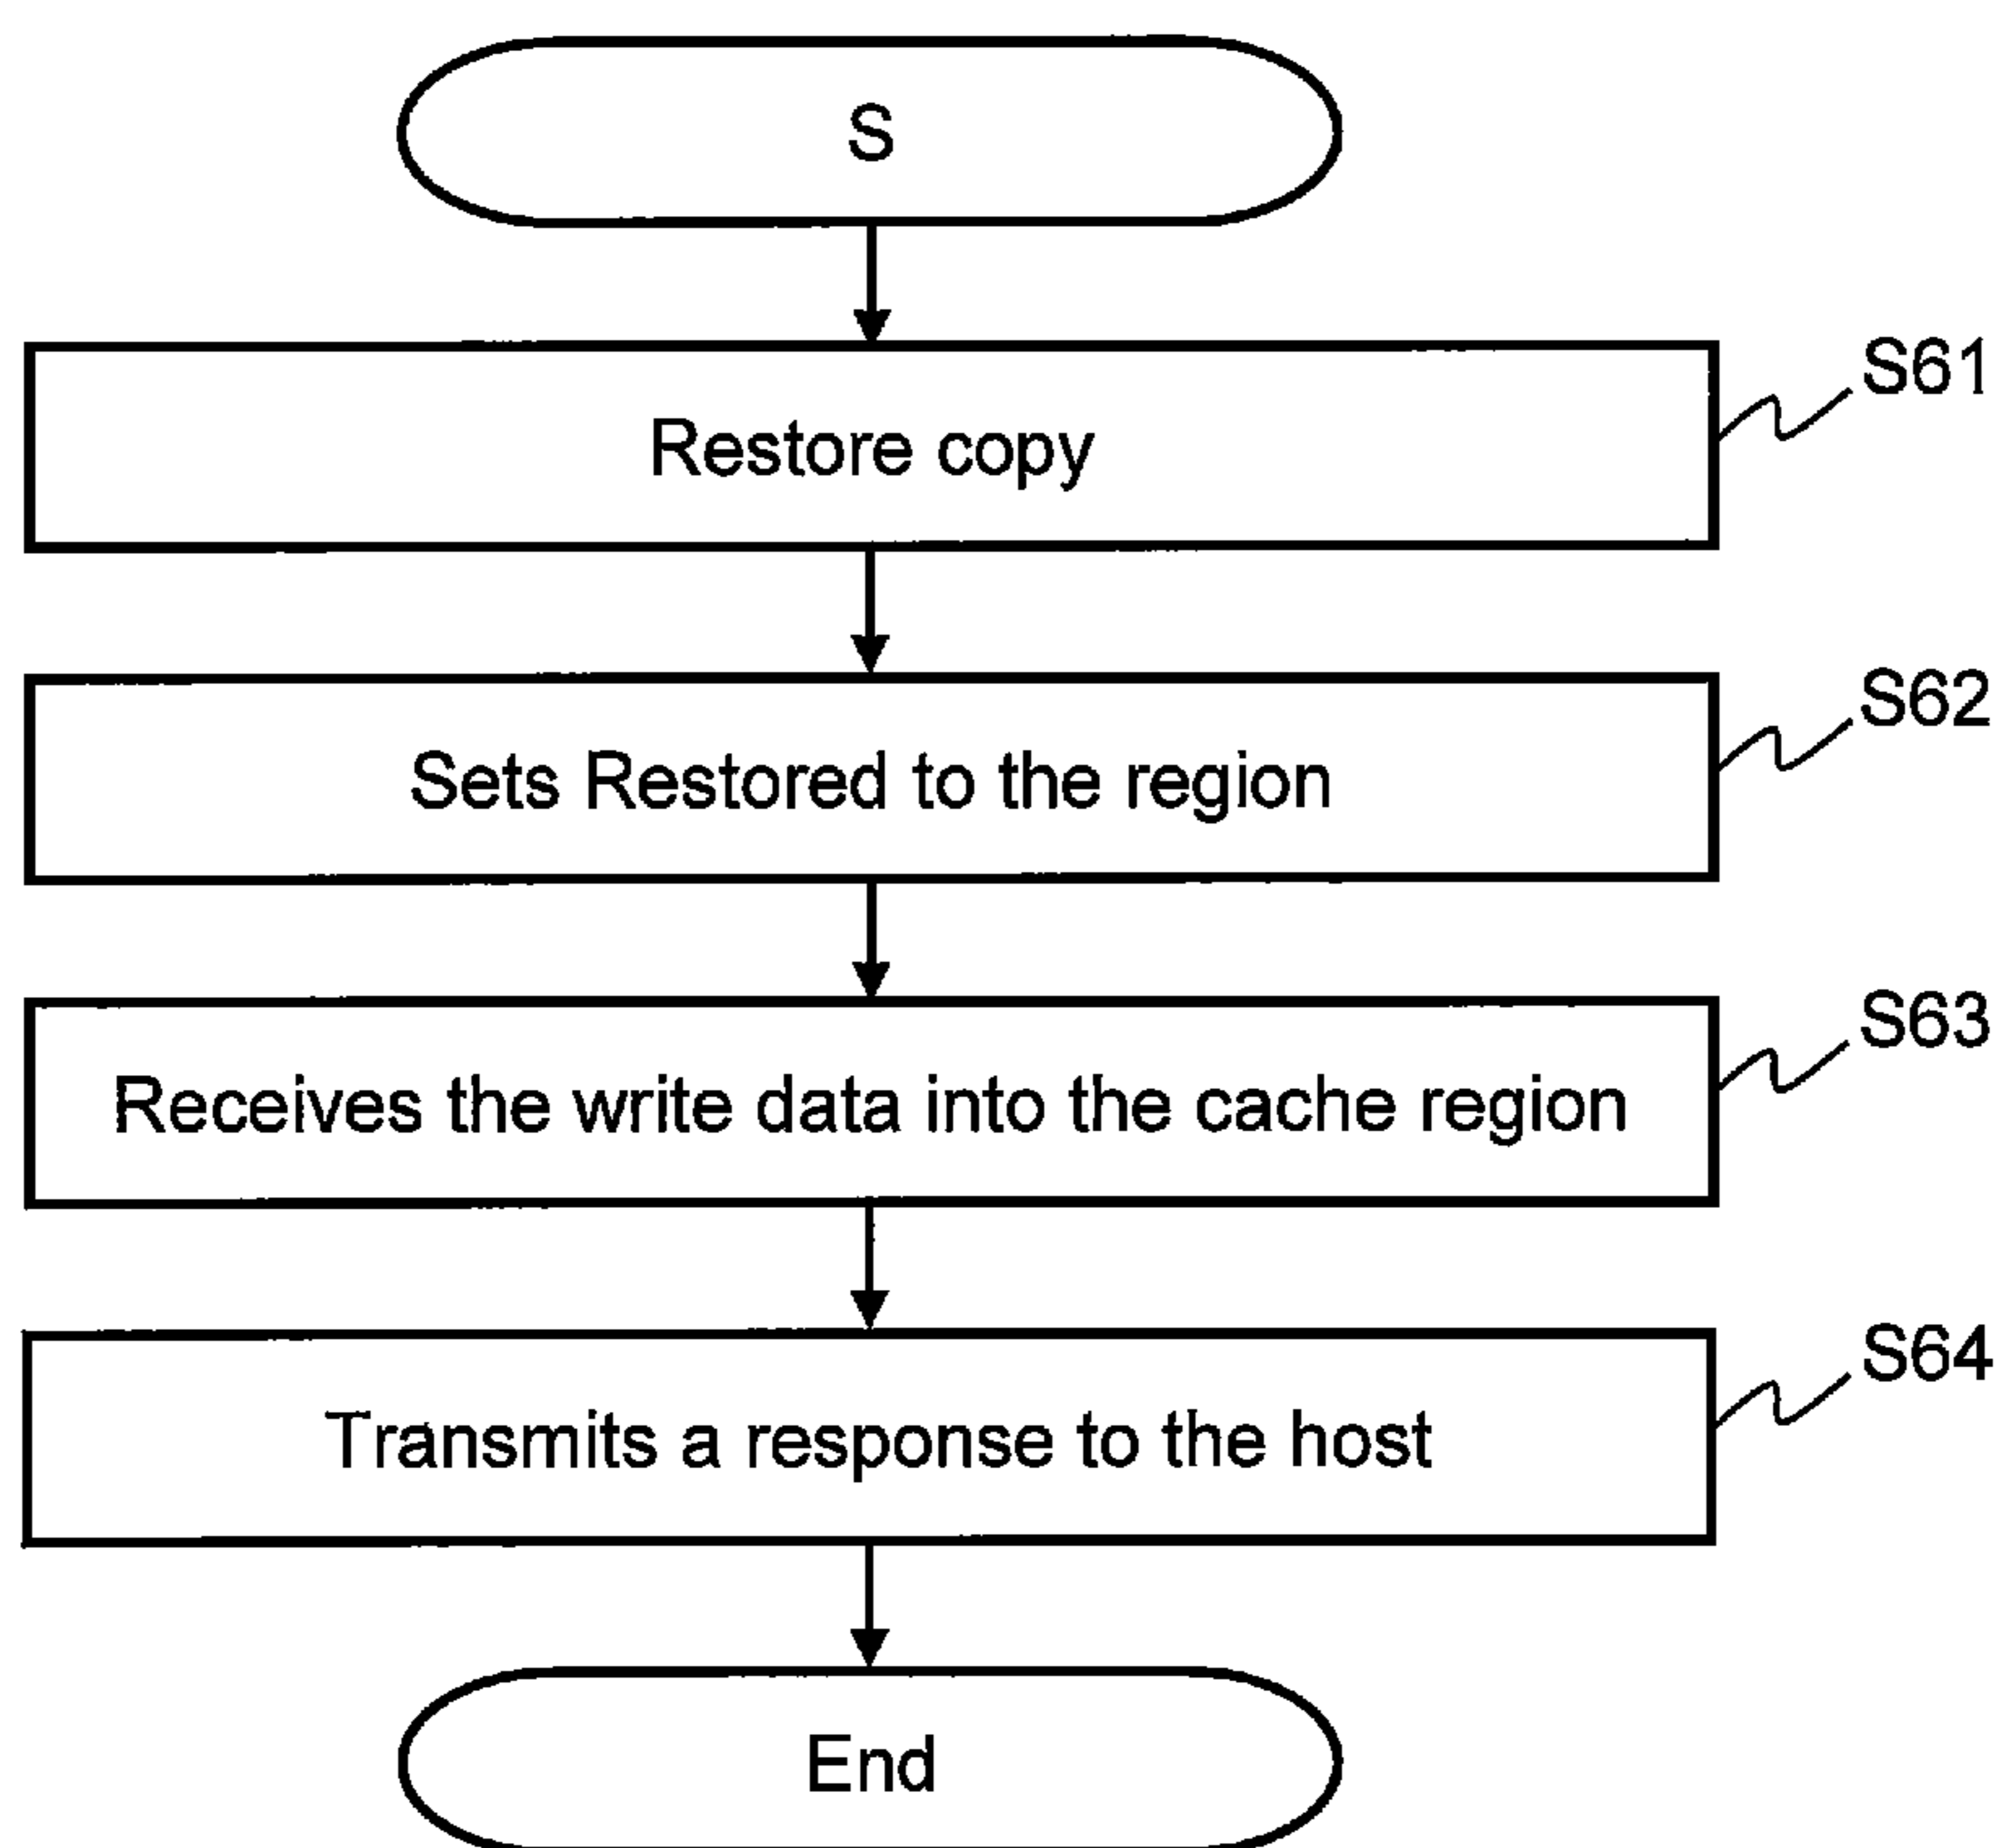 S
Restore copy
S61
Sets Restored to the region
S62
Receives the write data into the cache region
S63
Transmits a response to the host
S64
End